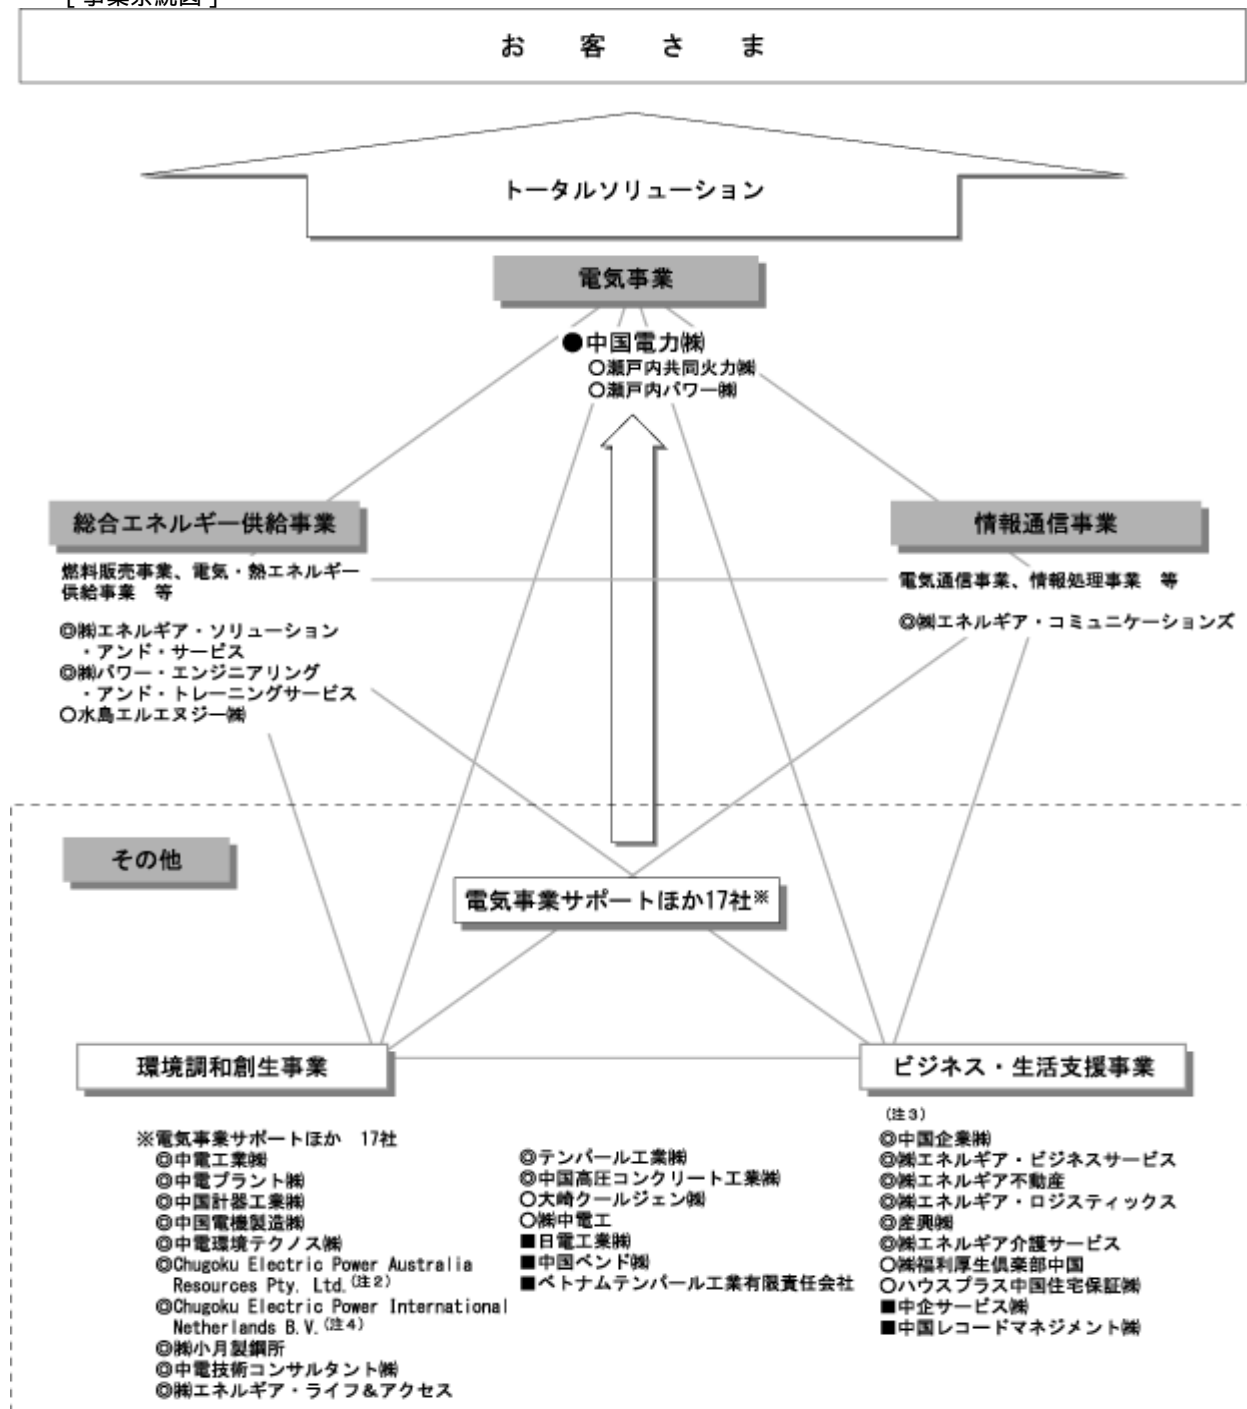 [ 事業系統図 ]
お　客　さ　ま
トータルソリューション
電気事業
●中国電力㈱
○瀬戸内共同火力㈱
○瀬戸内パワー㈱
総合エネルギー供給事業
燃料販売事業、電気・熱エネルギー
供給事業　等
◎㈱エネルギア・ソリューション
・アンド・サービス
◎㈱パワー・エンジニアリング
・アンド・トレーニングサービス
○水島エルエヌジー㈱
情報通信事業
電気通信事業、情報処理事業　等
◎㈱エネルギア・コミュニケーションズ
その他
電気事業サポートほか17社※
環境調和創生事業
ビジネス・生活支援事業
※電気事業サポートほか　17社
◎中電工業㈱
◎中電プラント㈱
◎中国計器工業㈱
◎中国電機製造㈱
◎中電環境テクノス㈱
◎Chugoku Electric Power Australia
Resources Pty. Ltd.(注２)
◎Chugoku Electric Power International
Netherlands B.V.(注４)
◎㈱小月製鋼所
◎中電技術コンサルタント㈱
◎㈱エネルギア・ライフ＆アクセス
◎テンパール工業㈱
◎中国高圧コンクリート工業㈱
○大崎クールジェン㈱
○㈱中電工
■日電工業㈱
■中国ペンド㈱
■ベトナムテンパール工業有限責任会社
(注３)
◎中国企業㈱
◎㈱エネルギア・ビジネスサービス
◎㈱エネルギア不動産
◎㈱エネルギア・ロジスティックス
◎産興㈱
◎㈱エネルギア介護サービス
○㈱福利厚生倶楽部中国
○ハウスプラス中国住宅保証㈱
■中企サービス㈱
■中国レコードマネジメント㈱